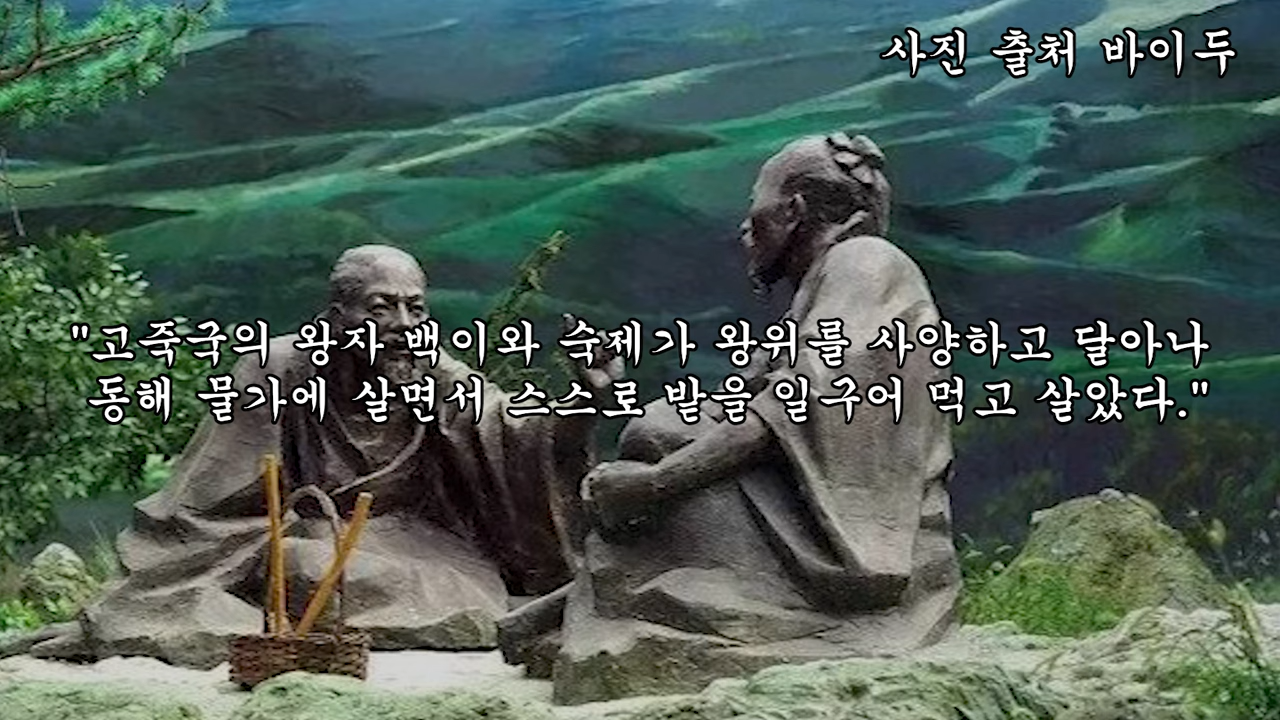 사진 출처 바이두
"고죽국의 왕자 백이와 숙제가 왕위를 사양하고 달아나
동해 물가에 살면서 스스로 밭을 일구어 먹고 살았다."